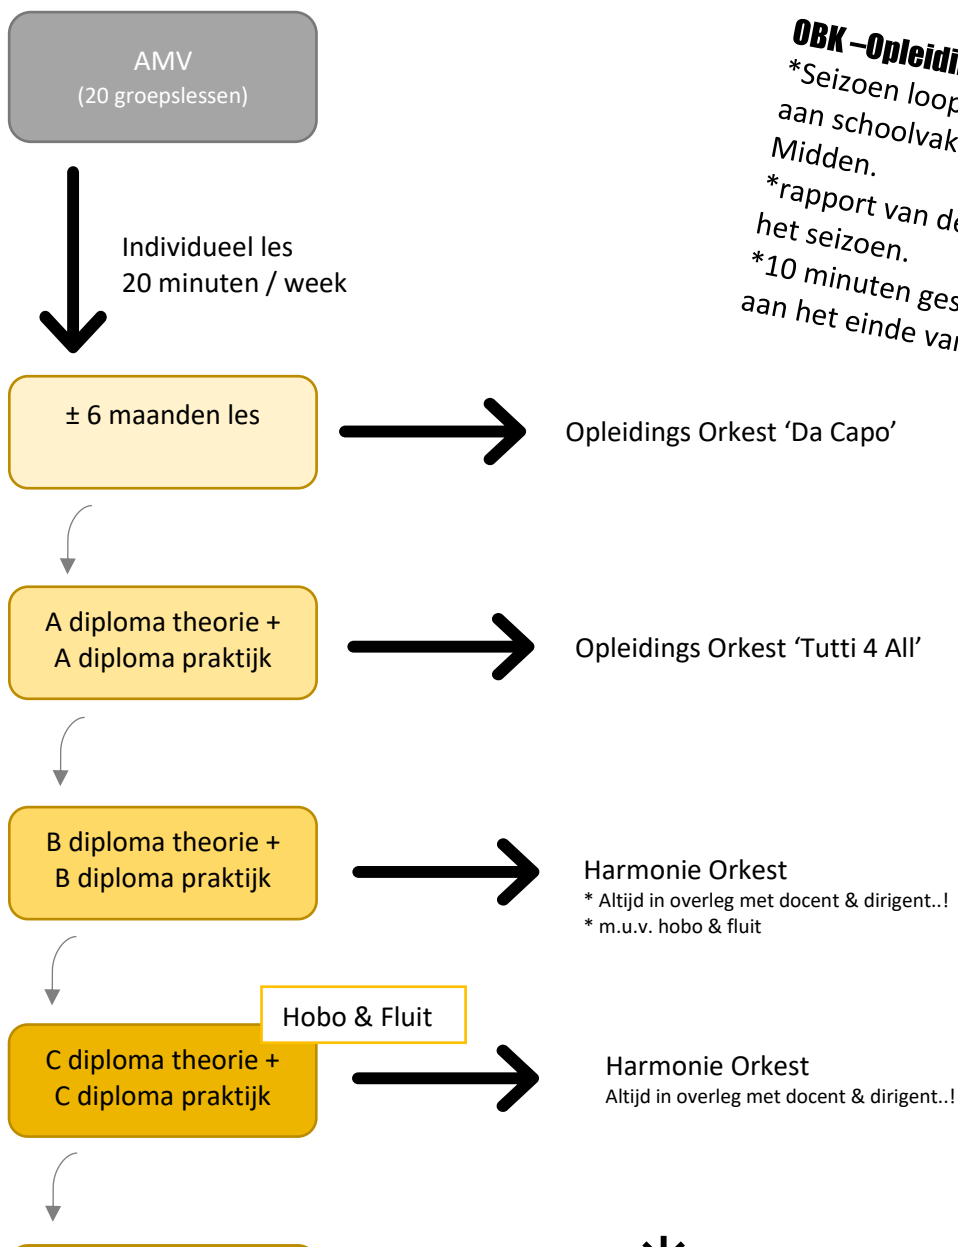 AMV
(20 groepslessen)
OBK –
*Seizoen
aan
Midden.
*rapport van
het seizoen.
*10 minuten
aan het einde
Individueel les
20 minuten / week
± 6 maanden les
Opleidings Orkest ‘Da Capo’
A diploma theorie +
A diploma praktijk
Opleidings Orkest ‘Tutti 4 All’
B diploma theorie +
B diploma praktijk
Harmonie Orkest
* Altijd in overleg met docent & dirigent..!
* m.u.v. hobo & fluit
Hobo & Fluit
C diploma theorie +
C diploma praktijk
Harmonie Orkest
Altijd in overleg met docent & dirigent..!